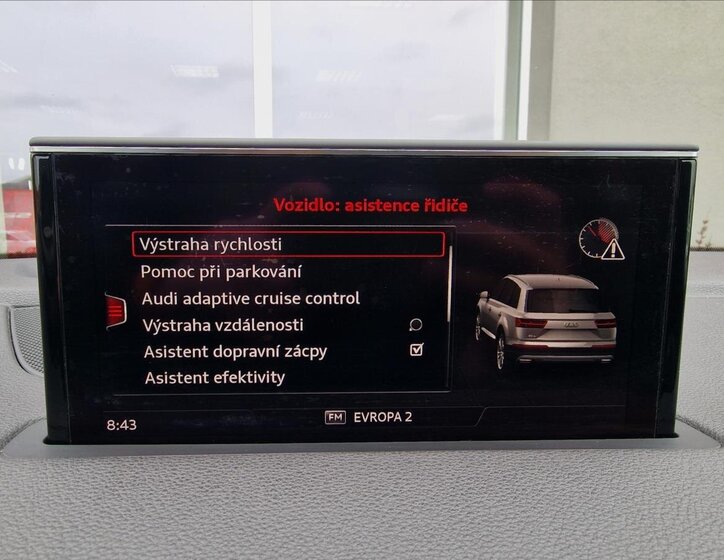 Vozidlo: asistence řidiče
Výstraha rychlosti
Pomoc při parkování
Audi adaptive cruise control
Výstraha vzdálenosti
Asistent dopravní zácpy
Asistent efektivity
8:43
FM EVROPA 2